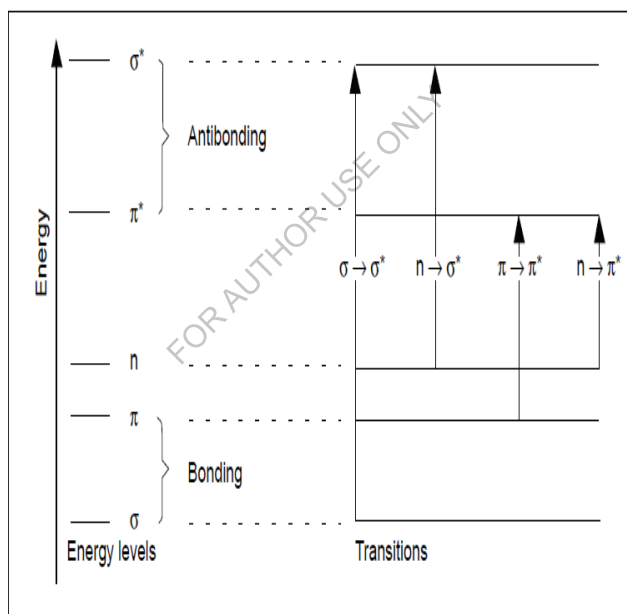 σ*
Antibonding
π*
Energy
σ→σ* n→σ* π→π* n→π*
n
π
Bonding
σ
Energy levels Transitions
FOR AUTHOR USE ONLY